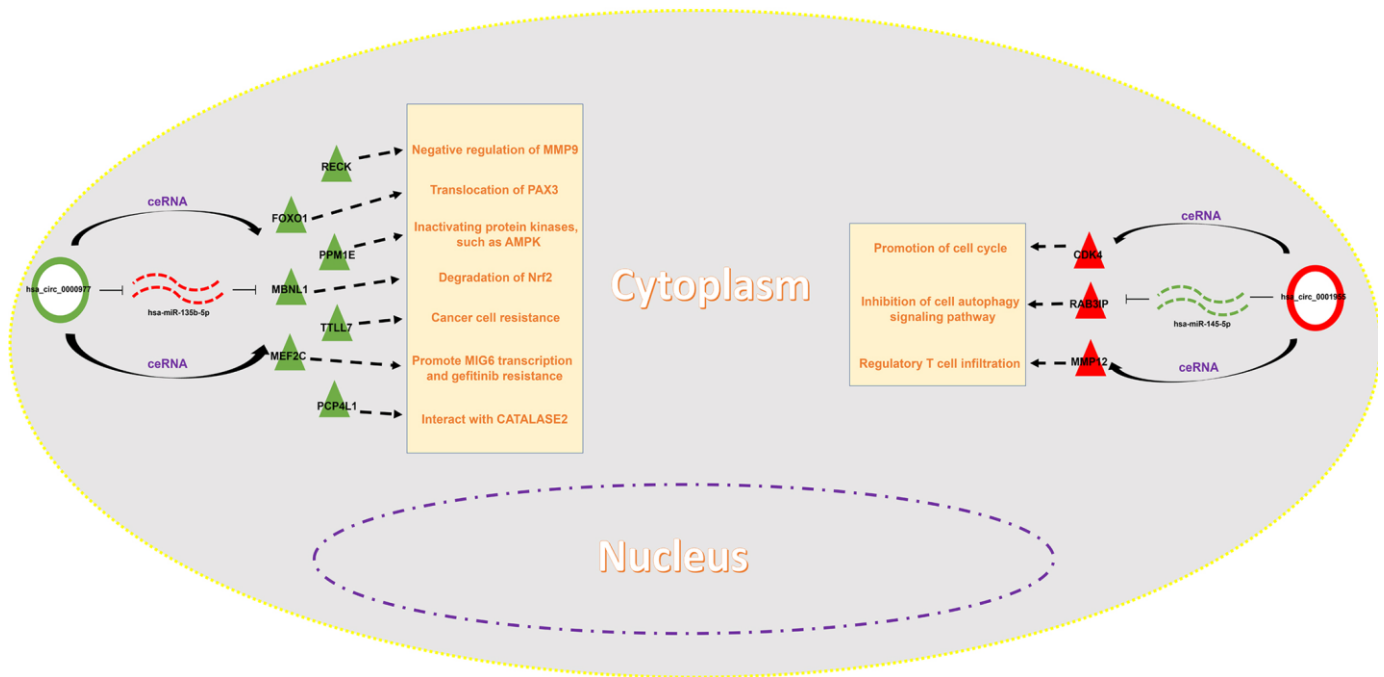 RECK
Negative regulation of MMP9
ceRNA
FOXO1
Translocation of PAX3
PPM1E
Inactivating protein kinases,
such as AMPK
hsa_circ_0000977
hsa-miR-135b-5p
MBNL1
Degradation of Nrf2
TTLL7
Cancer cell resistance
MEF2C
Promote MIG6 transcription
and gefitinib resistance
ceRNA
PCP4L1
Interact with CATALASE2
Cytoplasm
Nucleus
ceRNA
Promotion of cell cycle
CDK4
Inhibition of cell autophagy
signaling pathway
RAB3IP
hsa-miR-145-5p
hsa_circ_0001955
Regulatory T cell infiltration
MMP12
ceRNA